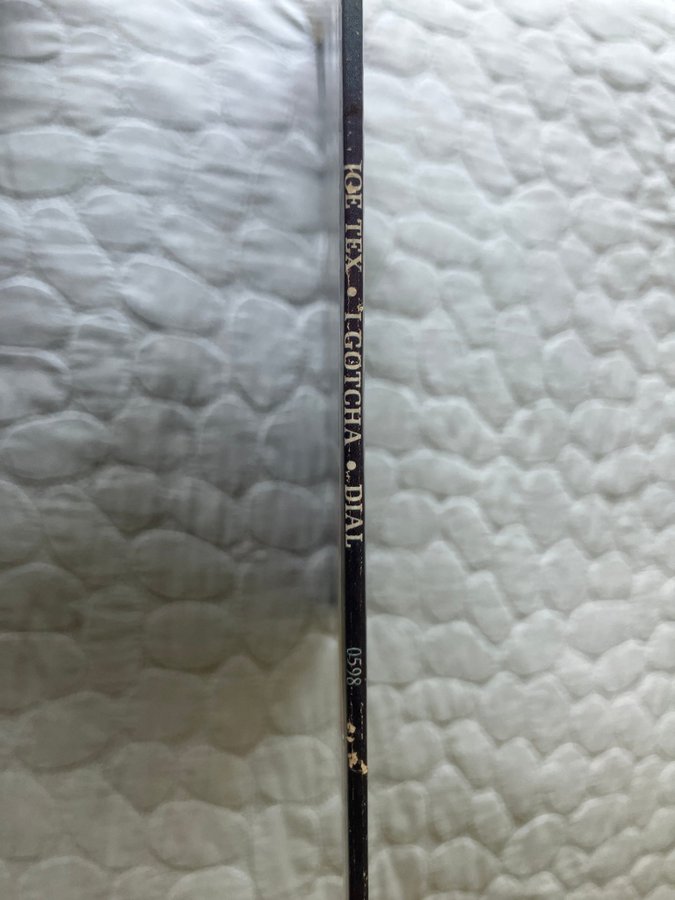 JOE TEX • I GOTCHA • DIAL
0598